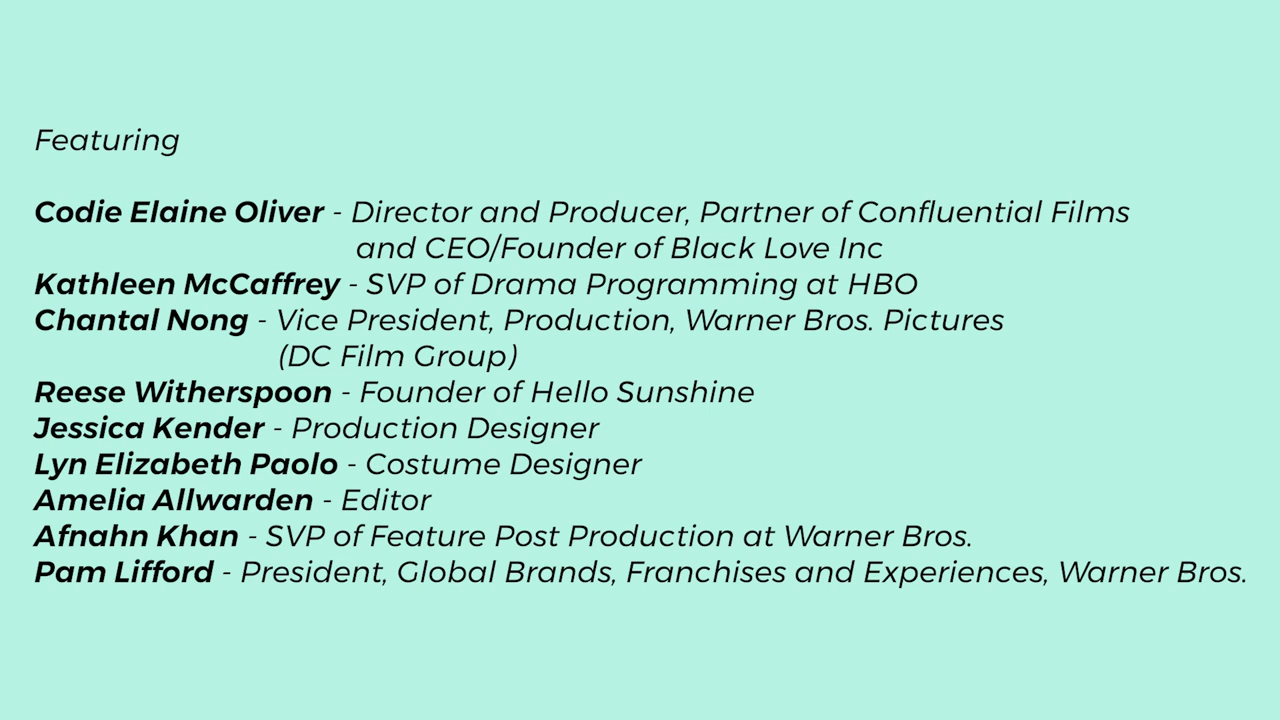 Featuring
Codie Elaine Oliver - Director and Producer, Partner of Confluential Films
and CEO/Founder of Black Love Inc
Kathleen McCaffrey - SVP of Drama Programming at HBO
Chantal Nong - Vice President, Production, Warner Bros. Pictures
(DC Film Group)
Reese Witherspoon - Founder of Hello Sunshine
Jessica Kender - Production Designer
Lyn Elizabeth Paolo - Costume Designer
Amelia Allwarden - Editor
Afnahn Khan - SVP of Feature Post Production at Warner Bros.
Pam Lifford - President, Global Brands, Franchises and Experiences, Warner Bros.